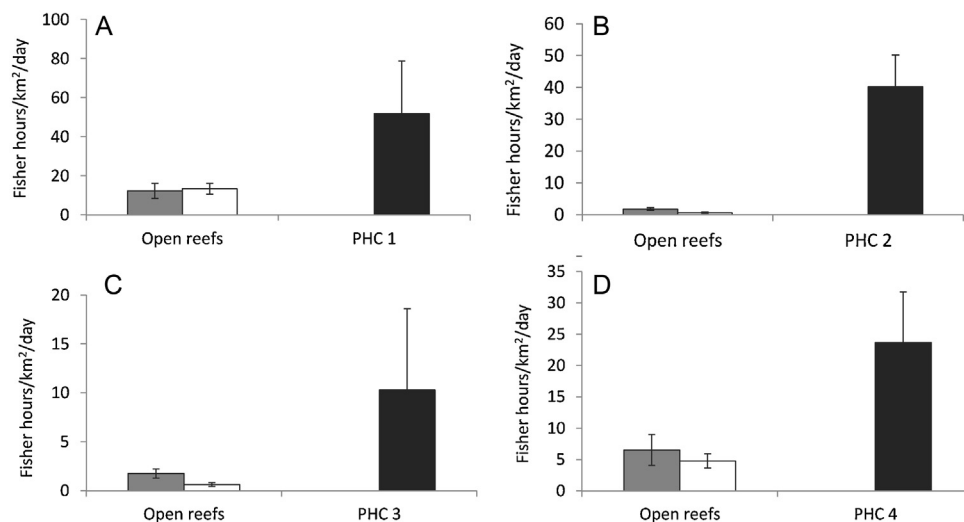 A
Fisher hours/km²/day
100
80
60
40
20
0
Open reefs PHC 1
B
Fisher hours/km²/day
60
50
40
30
20
10
0
Open reefs PHC 2
C
Fisher hours/km²/day
20
15
10
5
0
Open reefs PHC 3
D
Fisher hours/km²/day
35
30
25
20
15
10
5
0
Open reefs PHC 4